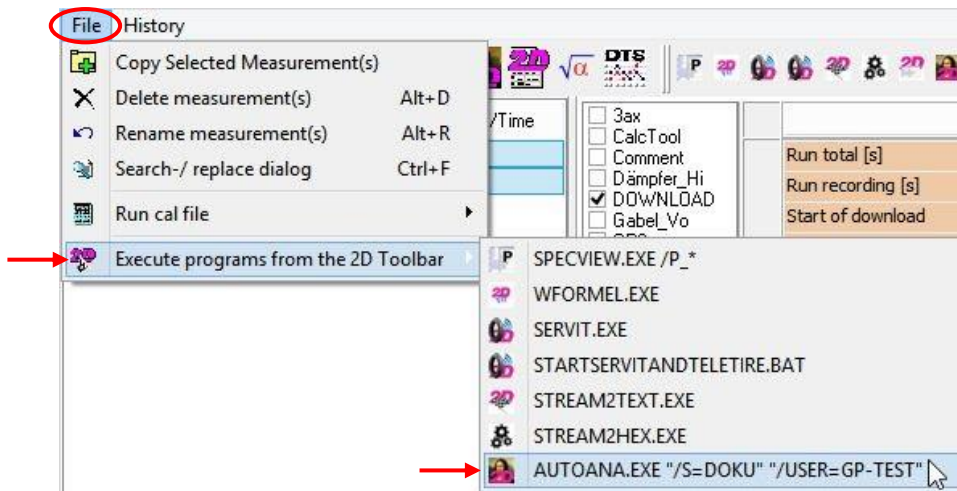 File History
Copy Selected Measurement(s)
Delete measurement(s) Alt+D
Rename measurement(s) Alt+R
Search-/ replace dialog Ctrl+F
Run cal file
Execute programs from the 2D Toolbar
2D
DTS
P
/Time
3ax
CalcTool
Comment
Dämpfer_Hi
DOWNLOAD
Gabel_Vo
Run total [s]
Run recording [s]
Start of download
SPECVIEW.EXE /P_*
WFORMEL.EXE
SERVIT.EXE
STARTSERVITANDTELETIRE.BAT
STREAM2TEXT.EXE
STREAM2HEX.EXE
AUTOANA.EXE "/S=DOKU" "/USER=GP-TEST"